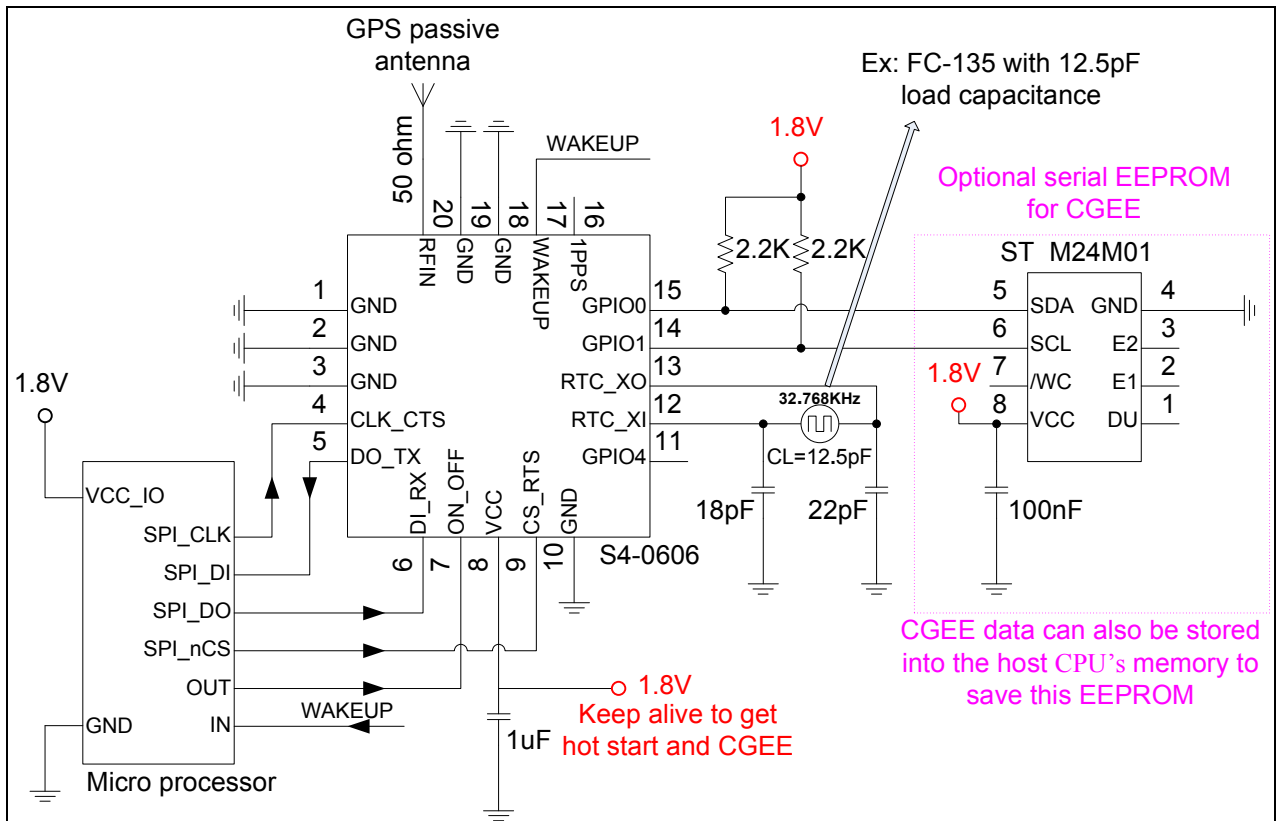 GPS passive
antenna
Ex: FC-135 with 12.5pF
load capacitance
50 ohm
WAKEUP
1.8V
Optional serial EEPROM
for CGEE
20
19
18
17
16
RFIN
GND
GND
WAKEUP
1PPS
2.2K
2.2K
ST M24M01
1
GND
2
GND
3
GND
4
CLK_CTS
5
DO_TX
GPIO0
15
GPIO1
14
RTC_XO
13
RTC_XI
12
GPIO4
11
5
SDA
GND
4
6
SCL
E2
3
7
/WC
E1
2
8
VCC
DU
1
1.8V
1.8V
32.768KHz
CL=12.5pF
18pF
22pF
100nF
DI_RX
ON_OFF
VCC
CS_RTS
GND
6
7
8
9
10
S4-0606
VCC_IO
SPI_CLK
SPI_DI
SPI_DO
SPI_nCS
OUT
GND
IN
WAKEUP
Micro processor
1.8V
Keep alive to get
hot start and CGEE
1uF
CGEE data can also be stored
into the host CPU's memory to
save this EEPROM